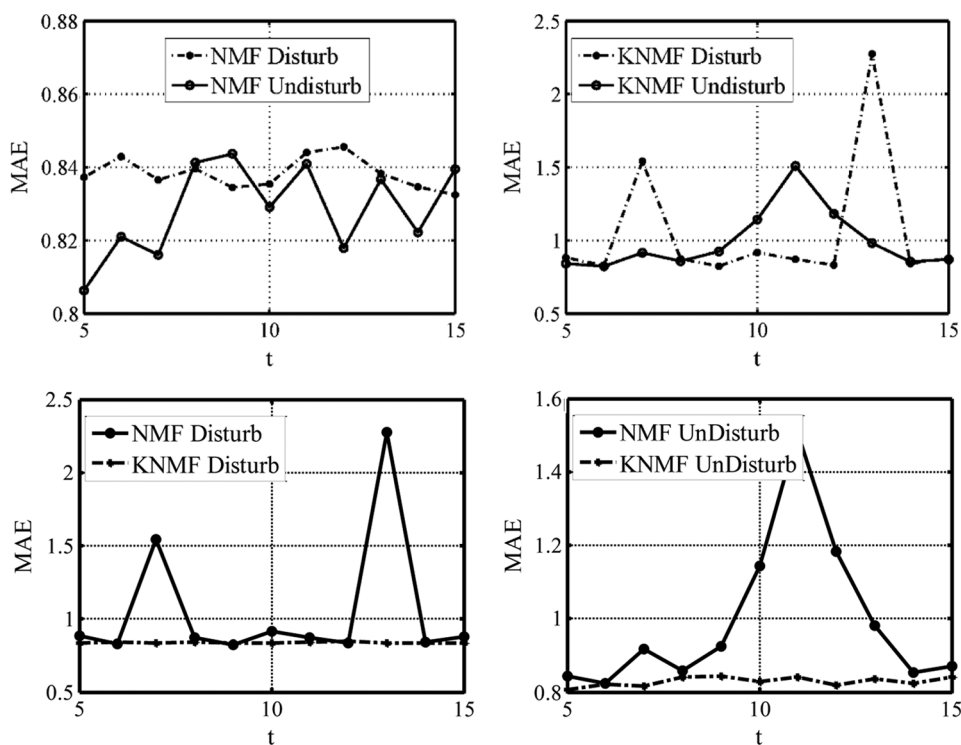 0.88
0.86
0.84
0.82
0.8
MAE
NMF Disturb
NMF Undisturb
5
10
15
t
2.5
2
1.5
1
0.5
MAE
KNMF Disturb
KNMF Undisturb
5
10
15
t
2.5
2
1.5
1
0.5
MAE
NMF Disturb
KNMF Disturb
5
10
15
t
1.6
1.4
1.2
1
0.8
MAE
NMF UnDisturb
KNMF UnDisturb
5
10
15
t